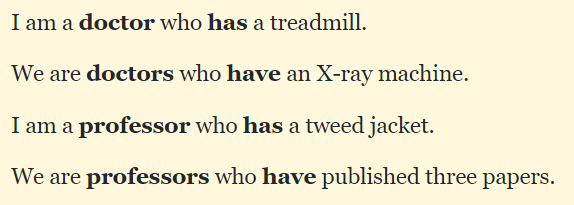 I am a doctor who has a treadmill.
We are doctors who have an X-ray machine.
I am a professor who has a tweed jacket.
We are professors who have published three papers.